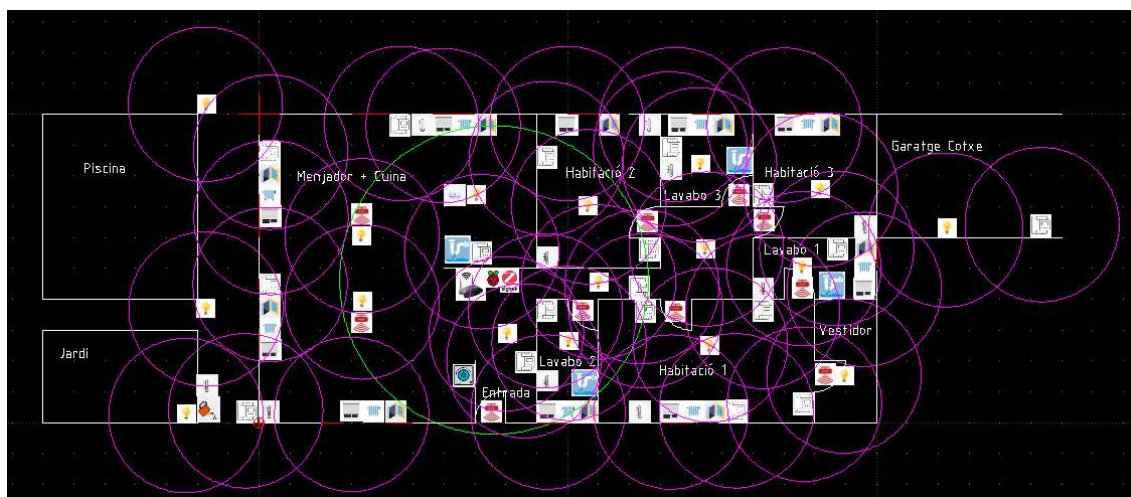 Piscina
Menjador + Cuina
Habitació 2
Lavabo 3
Habitació 3
Garatge Cotxe
Lavabo 1
Jardi
Lavabo 2
Habitació 1
Vestidor
Entrada